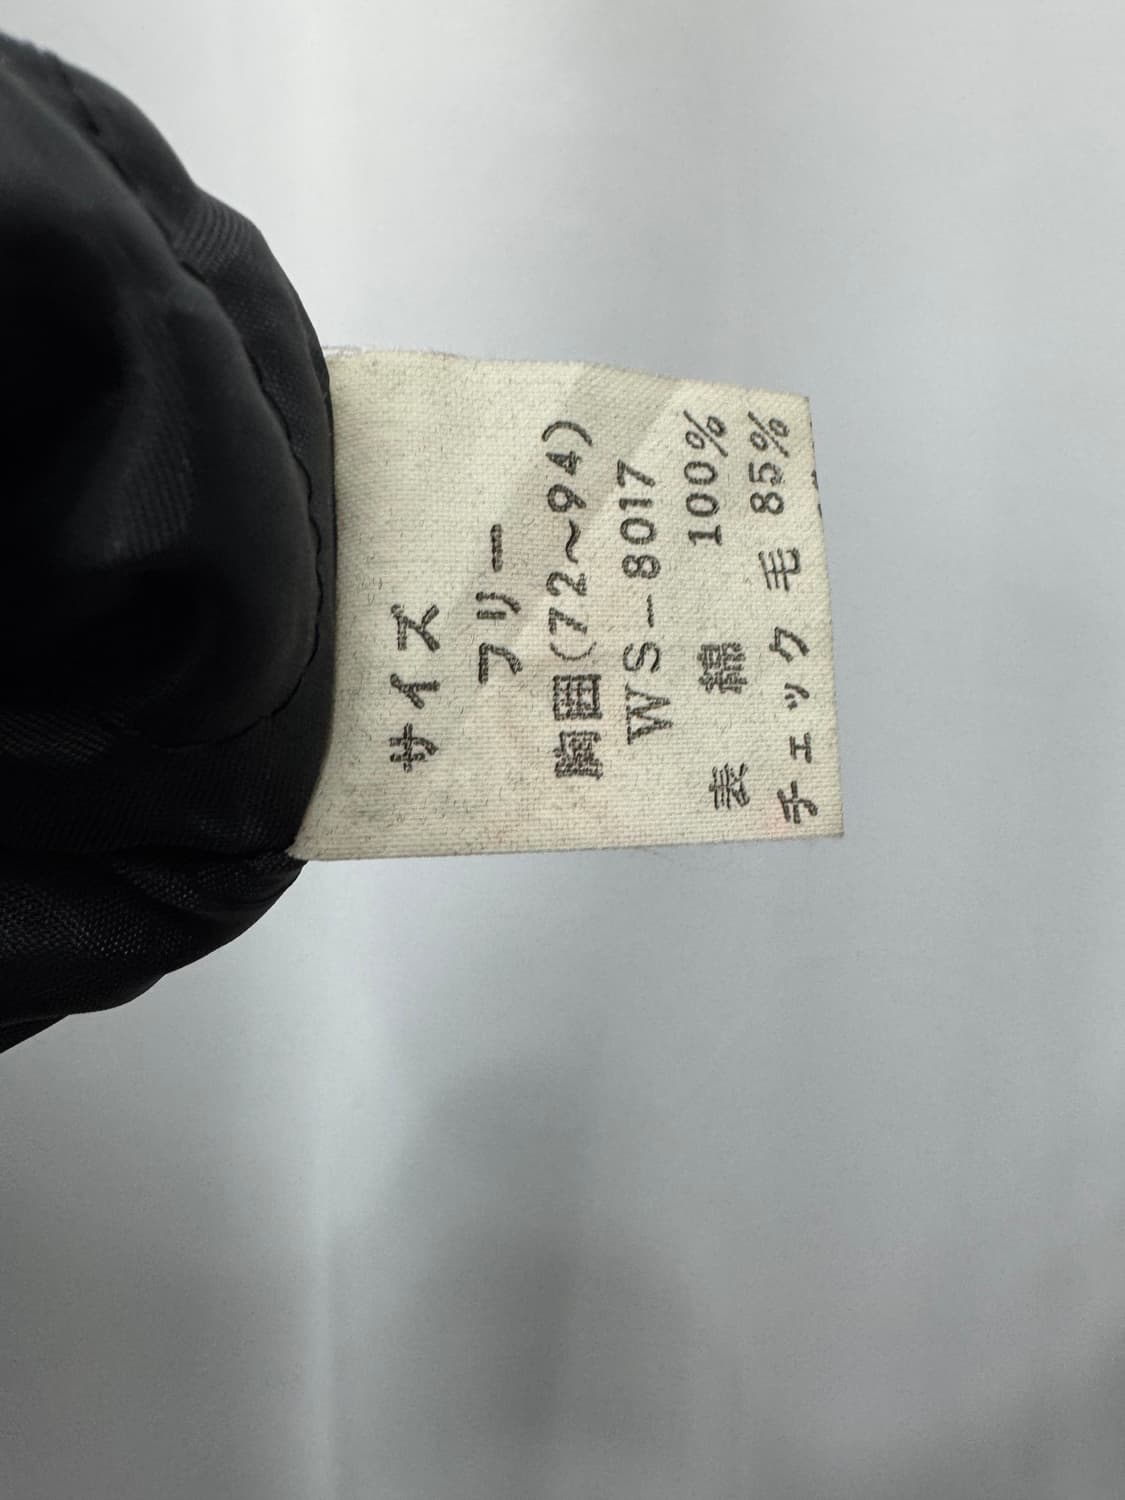 サイズ
フリー
胸囲(72~94)
WS-8017
表 綿 100%
チェック 毛 85%